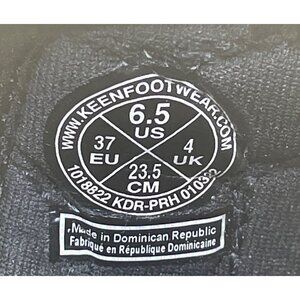 WWW.KEENFOOTWEAR.COM
6.5
US
37
EU
4
UK
23.5
CM
1018822 KDR-PRH
Made in Dominican Republic
Fabriqué en République Dominicaine